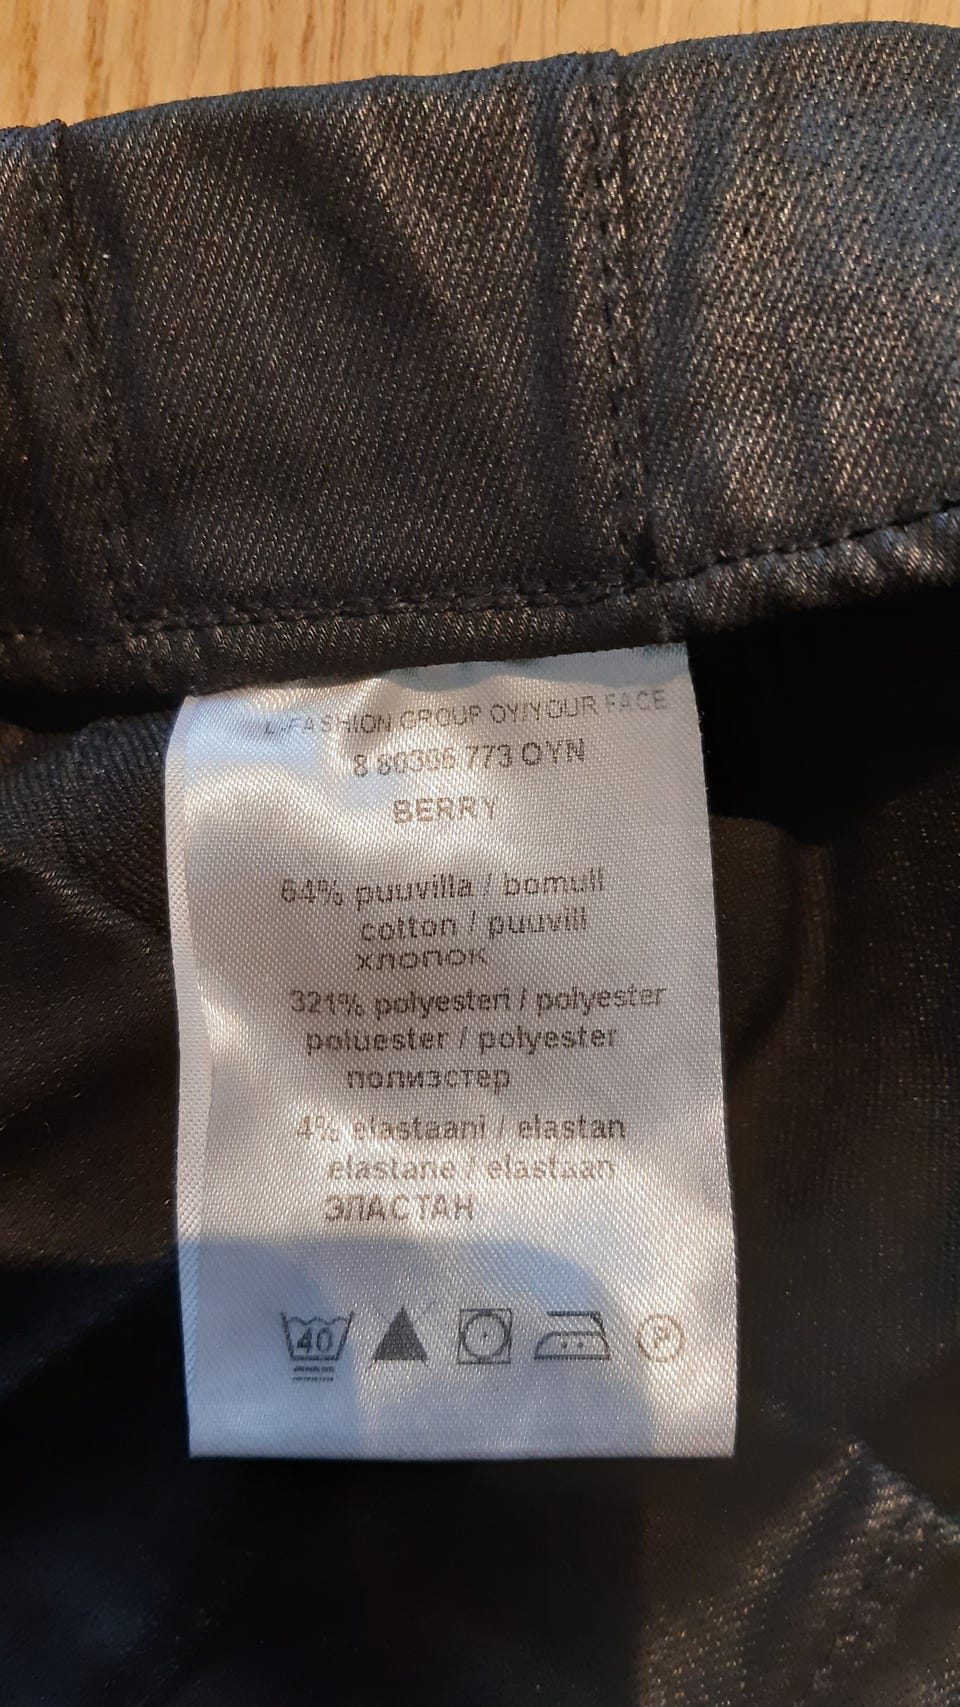 L-FASHION GROUP OY/YOUR FACE
8 80306 773 OYN
BERRY
64% puuvilla / bomull
cotton / puuvill
хлопок
321% polyesteri / polyester
poluester / polyester
полиэстер
4% elastaani / elastan
elastane / elastaan
ЭЛАСТАН
40
P